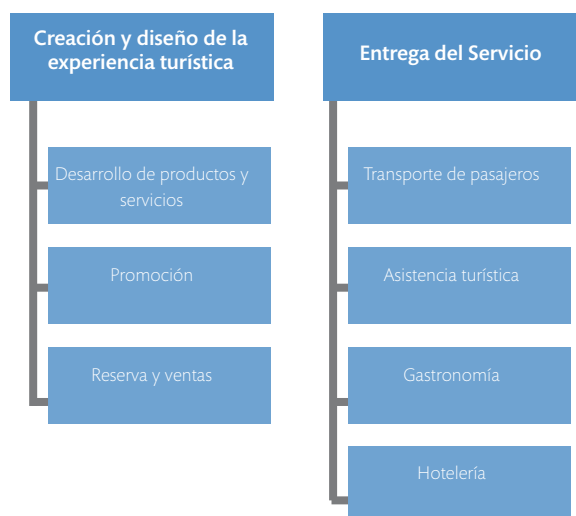 Creación y diseño de la
experiencia turística
Desarrollo de productos y
servicios
Promoción
Reserva y ventas
Entrega del Servicio
Transporte de pasajeros
Asistencia turística
Gastronomía
Hotelería